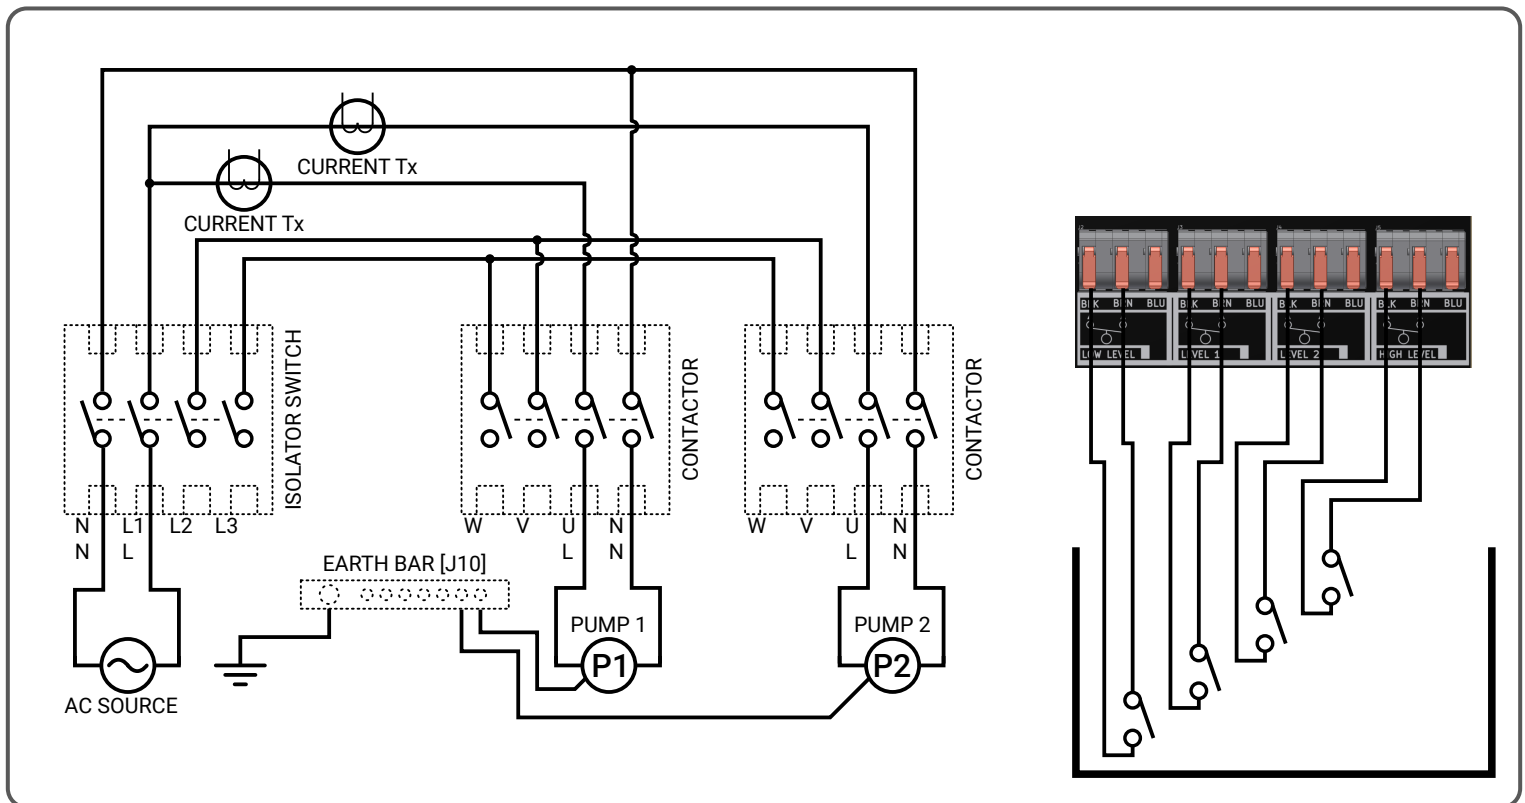 CURRENT Tx
CURRENT Tx
ISOLATOR SWITCH
CONTACTOR
CONTACTOR
N L1 L2 L3
N L
W V U N
L N
W V U N
L N
EARTH BAR [J10]
PUMP 1
PUMP 2
P1
P2
AC SOURCE
BLK BRN BLU
BLK BRN BLU
BLK BRN BLU
BLK BRN BLU
LOW LEVEL
LEVEL 1
LEVEL 2
HIGH LEVEL